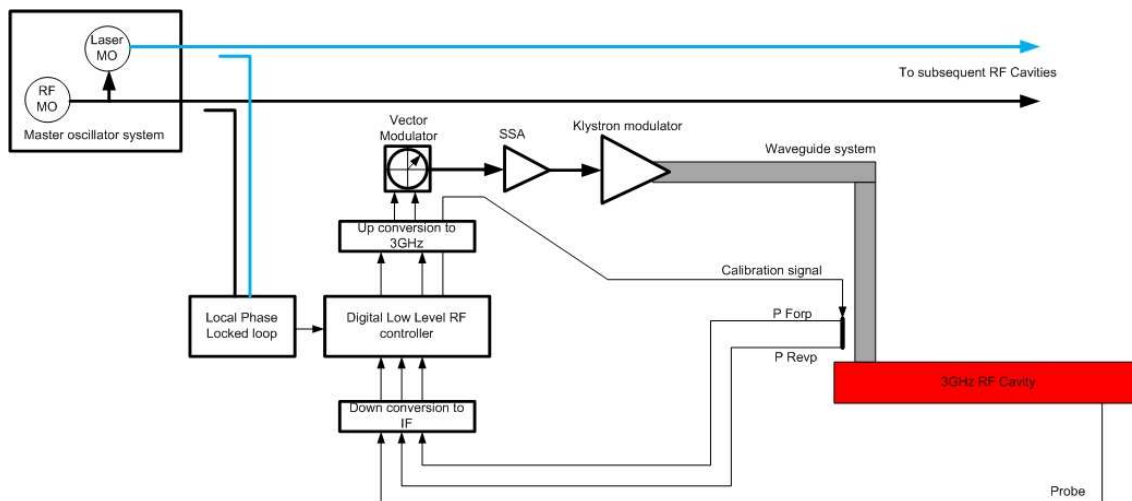 Laser
MO
RF
MO
Master oscillator system
To subsequent RF Cavities
Vector
Modulator
SSA
Klystron modulator
Waveguide system
Up conversion to
3GHz
Calibration signal
Local Phase
Locked loop
Digital Low Level RF
controller
P Forp
P Revp
3GHz RF Cavity
Down conversion to
IF
Probe